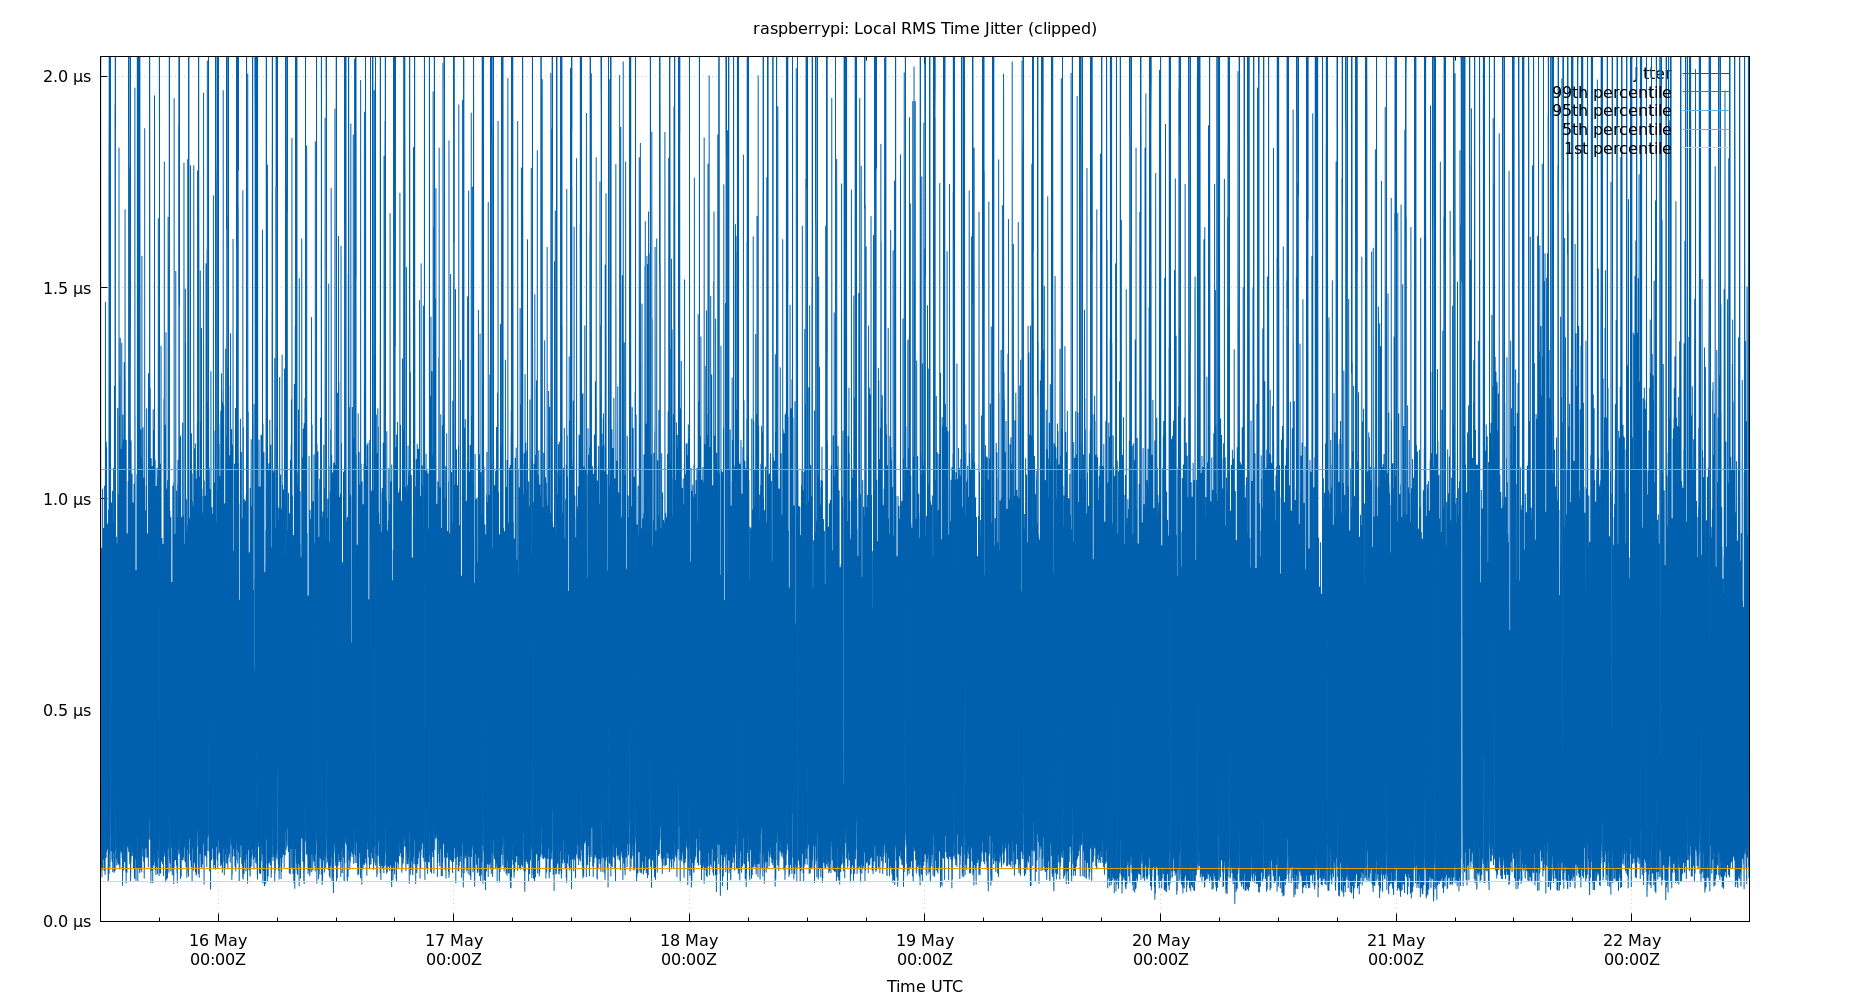 raspberrypi: Local RMS Time Jitter (clipped)
2.0 µs
1.5 µs
1.0 µs
0.5 µs
0.0 µs
jitter
99th percentile
95th percentile
5th percentile
1st percentile
16 May
00:00Z
17 May
00:00Z
18 May
00:00Z
19 May
00:00Z
20 May
00:00Z
21 May
00:00Z
22 May
00:00Z
Time UTC